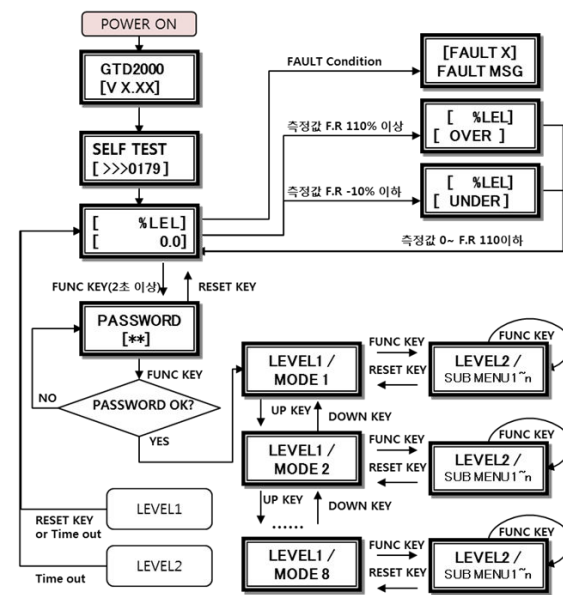 POWER ON
GTD2000
[V X.XX]
FAULT Condition
[FAULT X]
FAULT MSG
SELF TEST
[ >>>0179]
측정값 F.R 110% 이상
[ %LEL]
[ OVER ]
측정값 F.R -10% 이하
[ %LEL]
[ UNDER]
[ %LEL]
[ 0.0]
측정값 0~ F.R 110이하
FUNC KEY(2초 이상)
RESET KEY
PASSWORD
[**]
FUNC KEY
NO
PASSWORD OK?
YES
LEVEL1 /
MODE 1
FUNC KEY
RESET KEY
FUNC KEY
LEVEL2 /
SUB MENU1~n
UP KEY
DOWN KEY
LEVEL1 /
MODE 2
FUNC KEY
RESET KEY
FUNC KEY
LEVEL2 /
SUB MENU1~n
UP KEY
DOWN KEY
......
LEVEL1 /
MODE 8
FUNC KEY
RESET KEY
FUNC KEY
LEVEL2 /
SUB MENU1~n
LEVEL1
RESET KEY
or Time out
LEVEL2
Time out